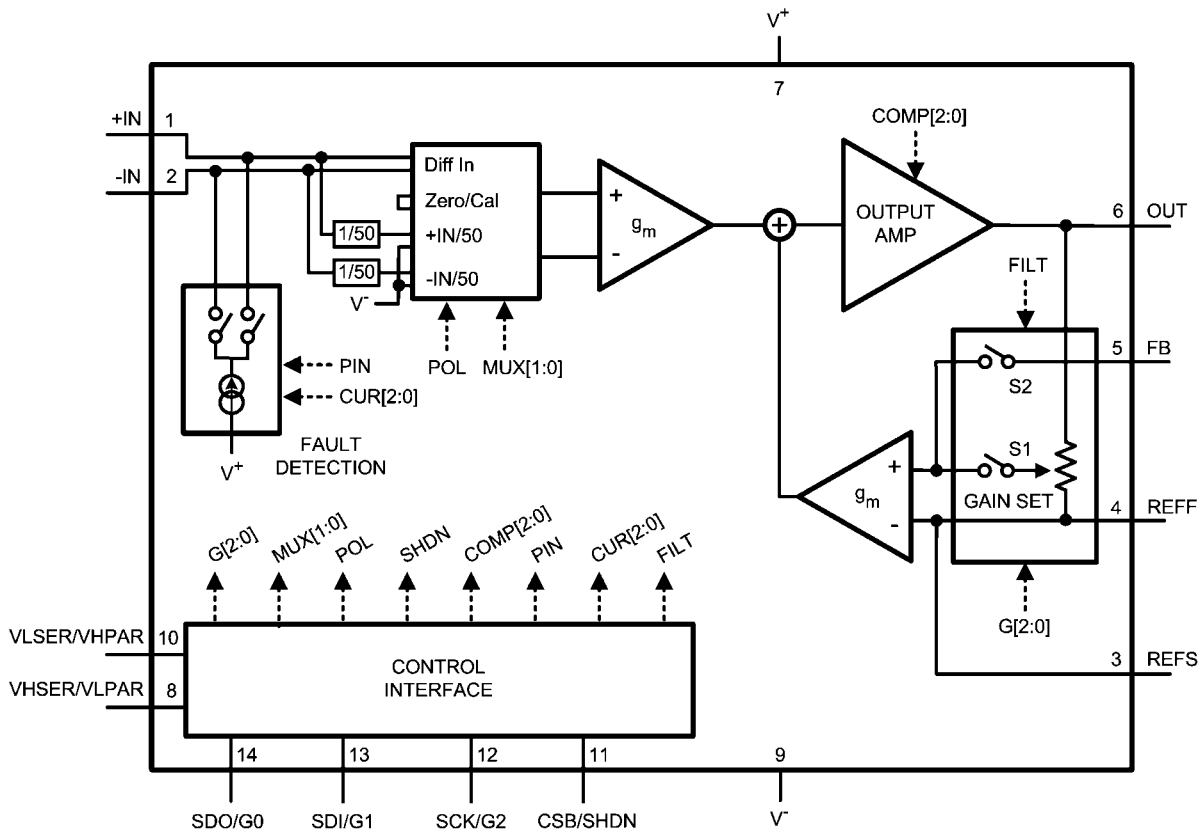 V+
7
+IN 1
-IN 2
Diff In
Zero/Cal
+IN/50
-IN/50
1/50
1/50
V-
POL
MUX[1:0]
+
gm
-
+
COMP[2:0]
OUTPUT
AMP
6 OUT
FILT
5 FB
S2
S1
GAIN SET
4 REFF
G[2:0]
3 REFS
+
gm
-
PIN
CUR[2:0]
FAULT
DETECTION
V+
G[2:0]
MUX[1:0]
POL
SHDN
COMP[2:0]
PIN
CUR[2:0]
FILT
VLSER/VHPAR 10
VHSER/VLPAR 8
CONTROL
INTERFACE
14
13
12
11
9
SDO/G0
SDI/G1
SCK/G2
CSB/SHDN
V-